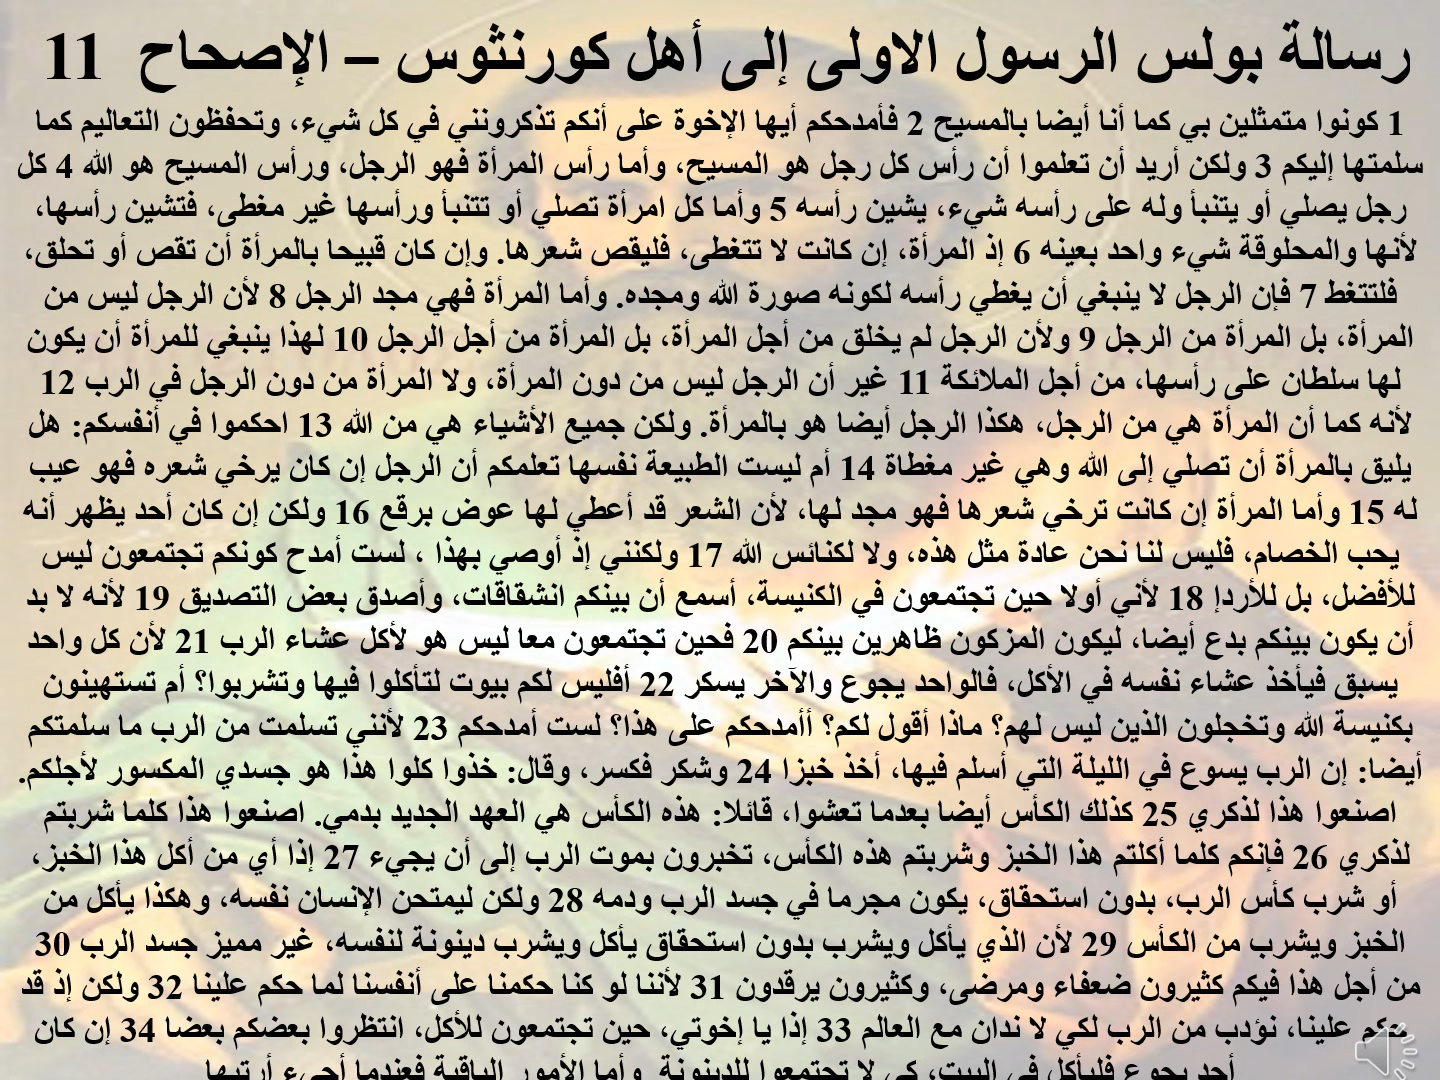 رسالة بولس الرسول الاولى إلى أهل كورنثوس – الإصحاح 11
1 كونوا متمثلين بي كما أنا أيضا بالمسيح 2 فأمدحكم أيها الإخوة على أنكم تذكرونني في كل شيء، وتحفظون التعاليم كما
سلمتها إليكم 3 ولكن أريد أن تعلموا أن رأس كل رجل هو المسيح، وأما رأس المرأة فهو الرجل، ورأس المسيح هو الله 4 كل
رجل يصلي أو يتنبأ وله على رأسه شيء، يشين رأسه 5 وأما كل امرأة تصلي أو تتنبأ ورأسها غير مغطى، فتشين رأسها،
لأنها والمحلوقة شيء واحد بعينه 6 إذ المرأة، إن كانت لا تتغطى، فليقص شعرها. وإن كان قبيحا بالمرأة أن تقص أو تحلق،
فلتتغط 7 فإن الرجل لا ينبغي أن يغطي رأسه لكونه صورة الله ومجده. وأما المرأة فهي مجد الرجل 8 لأن الرجل ليس من
المرأة، بل المرأة من الرجل 9 ولأن الرجل لم يخلق من أجل المرأة، بل المرأة من أجل الرجل 10 لهذا ينبغي للمرأة أن يكون
لها سلطان على رأسها، من أجل الملائكة 11 غير أن الرجل ليس من دون المرأة، ولا المرأة من دون الرجل في الرب 12
لأنه كما أن المرأة هي من الرجل، هكذا الرجل أيضا هو بالمرأة. ولكن جميع الأشياء هي من الله 13 احكموا في أنفسكم: هل
يليق بالمرأة أن تصلي إلى الله وهي غير مغطاة 14 أم ليست الطبيعة نفسها تعلمكم أن الرجل إن كان يرخي شعره فهو عيب
له 15 وأما المرأة إن كانت ترخي شعرها فهو مجد لها، لأن الشعر قد أعطي لها عوض برقع 16 ولكن إن كان أحد يظهر أنه
يحب الخصام، فليس لنا نحن عادة مثل هذه، ولا لكنائس الله 17 ولكنني إذ أوصي بهذا ، لست أمدح كونكم تجتمعون ليس
للأفضل، بل للأردإ 18 لأني أولا حين تجتمعون في الكنيسة، أسمع أن بينكم انشقاقات، وأصدق بعض التصديق 19 لأنه لا بد
أن يكون بينكم بدع أيضا، ليكون المزكون ظاهرين بينكم 20 فحين تجتمعون معا ليس هو لأكل عشاء الرب 21 لأن كل واحد
يسبق فيأخذ عشاء نفسه في الأكل، فالواحد يجوع والآخر يسكر 22 أفليس لكم بيوت لتأكلوا فيها وتشربوا؟ أم تستهينون
بكنيسة الله وتخجلون الذين ليس لهم؟ ماذا أقول لكم؟ أأمدحكم على هذا؟ لست أمدحكم 23 لأنني تسلمت من الرب ما سلمتكم
أيضا: إن الرب يسوع في الليلة التي أسلم فيها، أخذ خبزا 24 وشكر فكسر، وقال: خذوا كلوا هذا هو جسدي المكسور لأجلكم.
اصنعوا هذا لذكري 25 كذلك الكأس أيضا بعدما تعشوا، قائلا: هذه الكأس هي العهد الجديد بدمي. اصنعوا هذا كلما شربتم
لذكري 26 فإنكم كلما أكلتم هذا الخبز وشربتم هذه الكأس، تخبرون بموت الرب إلى أن يجيء 27 إذا أي من أكل هذا الخبز،
أو شرب كأس الرب، بدون استحقاق، يكون مجرما في جسد الرب ودمه 28 ولكن ليمتحن الإنسان نفسه، وهكذا يأكل من
الخبز ويشرب من الكأس 29 لأن الذي يأكل ويشرب بدون استحقاق يأكل ويشرب دينونة لنفسه، غير مميز جسد الرب 30
من أجل هذا فيكم كثيرون ضعفاء ومرضى، وكثيرون يرقدون 31 لأننا لو كنا حكمنا على أنفسنا لما حكم علينا 32 ولكن إذ قد
حكم علينا، نؤدب من الرب لكي لا ندان مع العالم 33 إذا يا إخوتي، حين تجتمعون للأكل، انتظروا بعضكم بعضا 34 إن كان
أحد يجوع فليأكل في البيت، كي لا تجتمعوا للدينونة. وأما الأمور الباقية فعندما أجيء أرتبها